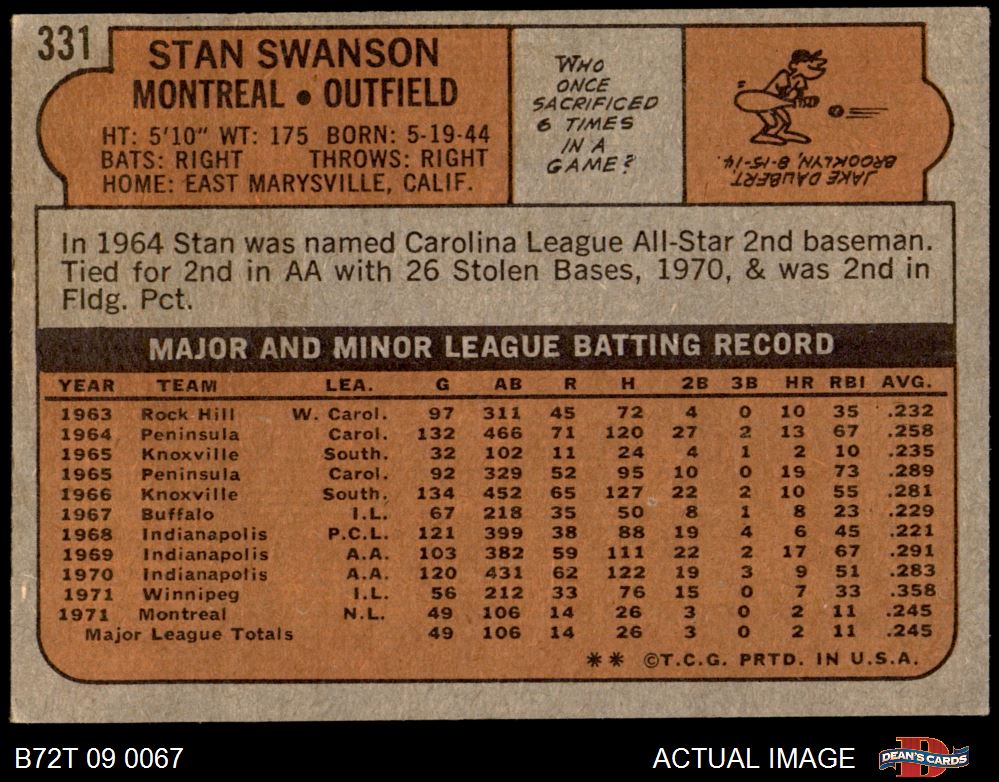 331
STAN SWANSON
MONTREAL • OUTFIELD
HT: 5'10" WT: 175 BORN: 5-19-44
BATS: RIGHT THROWS: RIGHT
HOME: EAST MARYSVILLE, CALIF.
WHO
ONCE
SACRIFICED
6 TIMES
IN A
GAME?
JAKE DAUBERT,
BROOKLYN, 8-15-14.
In 1964 Stan was named Carolina League All-Star 2nd baseman.
Tied for 2nd in AA with 26 Stolen Bases, 1970, & was 2nd in
Fldg. Pct.
MAJOR AND MINOR LEAGUE BATTING RECORD
YEAR TEAM LEA. G AB R H 2B 3B HR RBI AVG.
1963 Rock Hill W. Carol. 97 311 45 72 4 0 10 35 .232
1964 Peninsula Carol. 132 466 71 120 27 2 13 67 .258
1965 Knoxville South. 32 102 11 24 4 1 2 10 .235
1965 Peninsula Carol. 92 329 52 95 10 0 19 73 .289
1966 Knoxville South. 134 452 65 127 22 2 10 55 .281
1967 Buffalo I.L. 67 218 35 50 8 1 8 23 .229
1968 Indianapolis P.C.L. 121 399 38 88 19 4 6 45 .221
1969 Indianapolis A.A. 103 382 59 111 22 2 17 67 .291
1970 Indianapolis A.A. 120 431 62 122 19 3 9 51 .283
1971 Winnipeg I.L. 56 212 33 76 15 0 7 33 .358
1971 Montreal N.L. 49 106 14 26 3 0 2 11 .245
Major League Totals 49 106 14 26 3 0 2 11 .245
** ©T.C.G. PRTD. IN U.S.A.
B72T 09 0067
ACTUAL IMAGE
DEAN'S CARDS